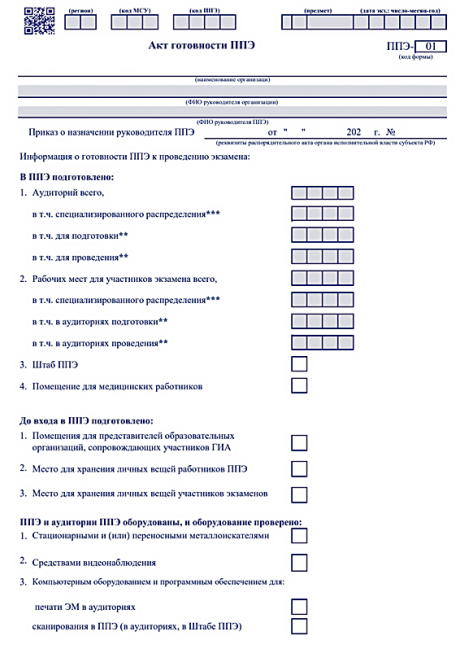 (регион) (код МСУ) (код ППЭ) (предмет) (дата экз.: число-месяц-год)
Акт готовности ППЭ
ППЭ- 01
(код формы)
(наименование организаци)
(ФИО руководителя организации)
(ФИО руководителя ППЭ)
Приказ о назначении руководителя ППЭ от " " 202 г. №
(реквизиты распорядительного акта органа исполнительной власти субъекта РФ)
Информация о готовности ППЭ к проведению экзамена:
В ППЭ подготовлено:
1. Аудиторий всего,
в т.ч. специализированного распределения***
в т.ч. для подготовки**
в т.ч. для проведения**
2. Рабочих мест для участников экзамена всего,
в т.ч. специализированного распределения***
в т.ч. в аудиториях подготовки**
в т.ч. в аудиториях проведения**
3. Штаб ППЭ
4. Помещение для медицинских работников
До входа в ППЭ подготовлено:
1. Помещения для представителей образовательных
организаций, сопровождающих участников ГИА
2. Место для хранения личных вещей работников ППЭ
3. Место для хранения личных вещей участников экзаменов
ППЭ и аудитории ППЭ оборудованы, и оборудование проверено:
1. Стационарными и (или) переносными металлоискателями
2. Средствами видеонаблюдения
3. Компьютерным оборудованием и программным обеспечением для:
печати ЭМ в аудиториях
сканирования в ППЭ (в аудиториях, в Штабе ППЭ)